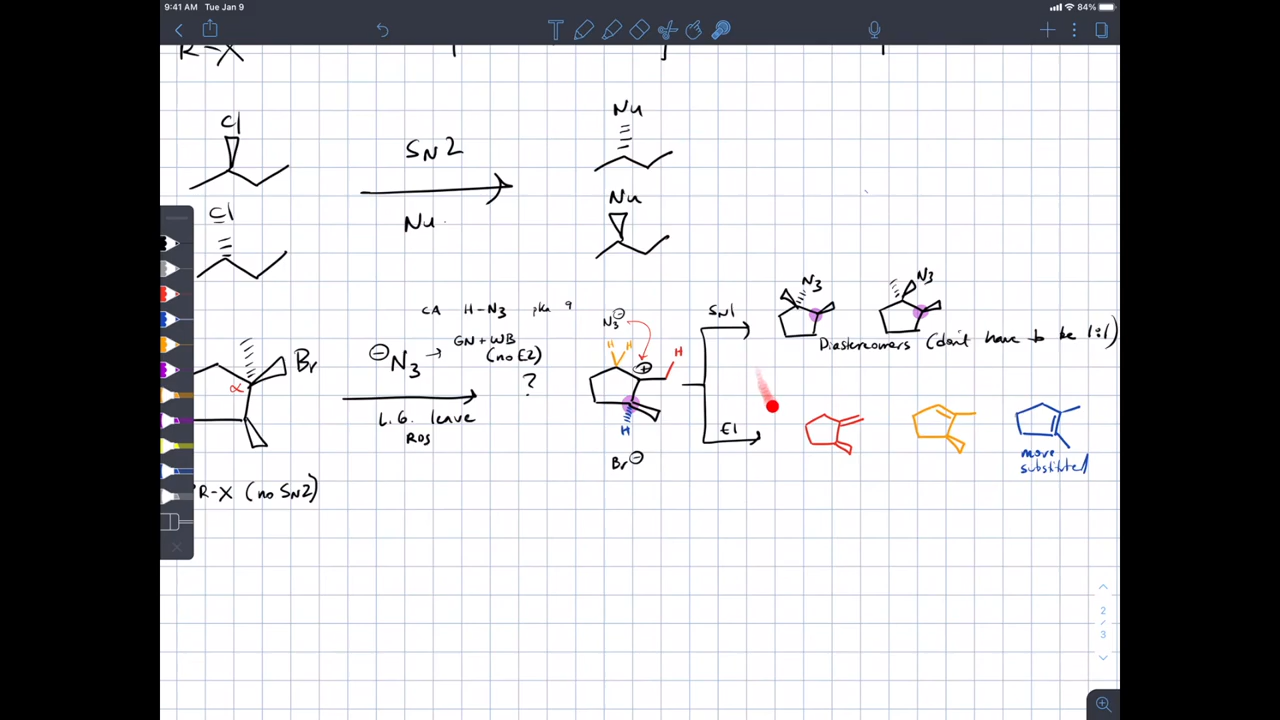 9:41 AM Tue Jan 9
84%
R-X
Cl
SN2
Nu
Nu
Cl
Nu
N3
N3
CA H-N3 pka 9
N3⊖
SN1
GN + WB
(no E2)
⊖N3 →
?
H H
⊕
H
Diastereomers (don't have to be 1:1)
Br
α
L.G. leave
RDS
H
E1
Br⊖
more
substituted
R-X (no SN2)
2
/
3